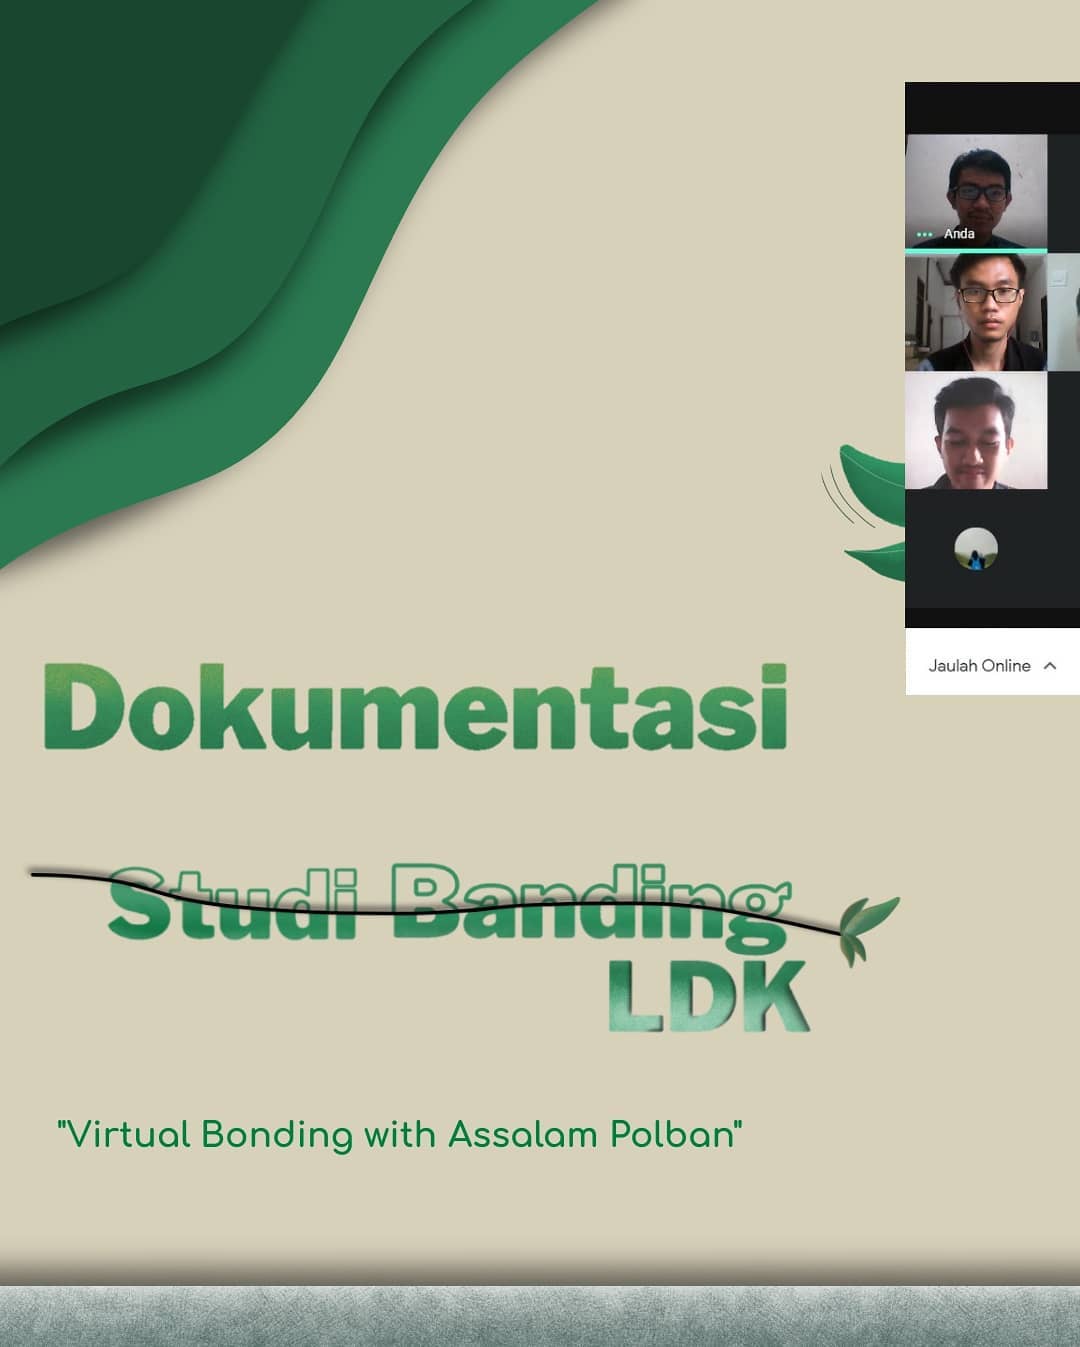 Anda
Jaulah Online
Dokumentasi
Studi Banding
LDK
"Virtual Bonding with Assalam Polban"